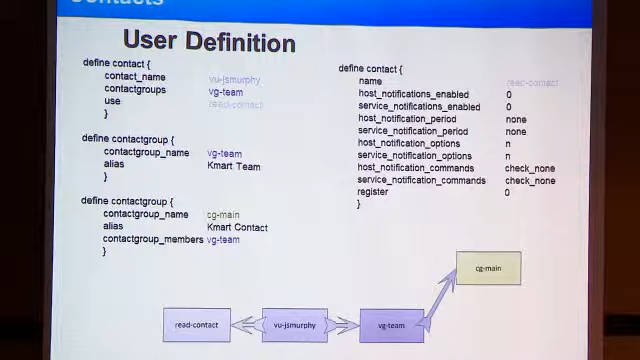 Contacts
User Definition
define contact {
contact_name vu-jsmurphy
contactgroups vg-team
use read-contact
}
define contactgroup {
contactgroup_name vg-team
alias Kmart Team
}
define contactgroup {
contactgroup_name cg-main
alias Kmart Contact
contactgroup_members vg-team
}
define contact {
name read-contact
host_notifications_enabled 0
service_notifications_enabled 0
host_notification_period none
service_notification_period none
host_notification_options n
service_notification_options n
host_notification_commands check_none
service_notification_commands check_none
register 0
}
cg-main
read-contact
vu-jsmurphy
vg-team